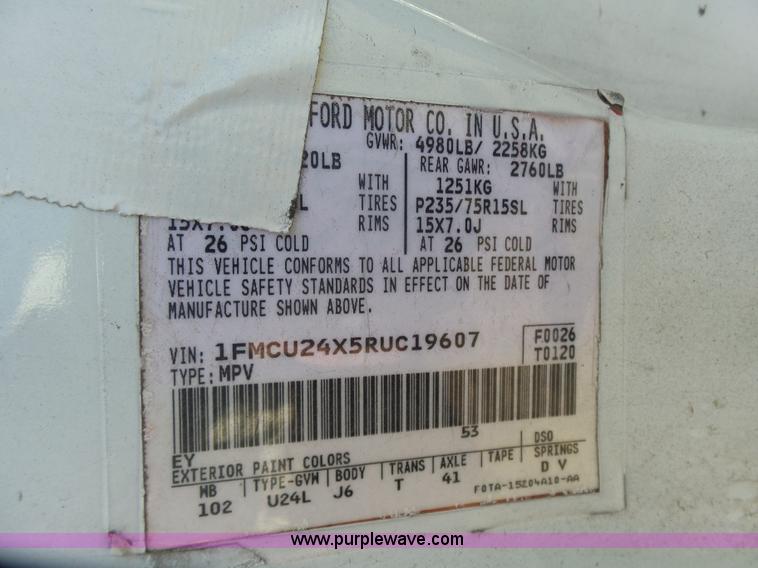 FORD MOTOR CO. IN U.S.A.
GVWR: 4980LB/ 2258KG
20LB REAR GAWR: 2760LB
WITH 1251KG WITH
L TIRES P235/75R15SL TIRES
15X7.0J RIMS 15X7.0J RIMS
AT 26 PSI COLD AT 26 PSI COLD
THIS VEHICLE CONFORMS TO ALL APPLICABLE FEDERAL MOTOR
VEHICLE SAFETY STANDARDS IN EFFECT ON THE DATE OF
MANUFACTURE SHOWN ABOVE.
VIN: 1FMCU24X5RUC19607 F0026
TYPE: MPV T0120
EY 53 DSO
EXTERIOR PAINT COLORS
WB TYPE-GVW BODY TRANS AXLE TAPE SPRINGS
102 U24L J6 T 41 D V
F0TA-15204A10-AA
www.purplewave.com